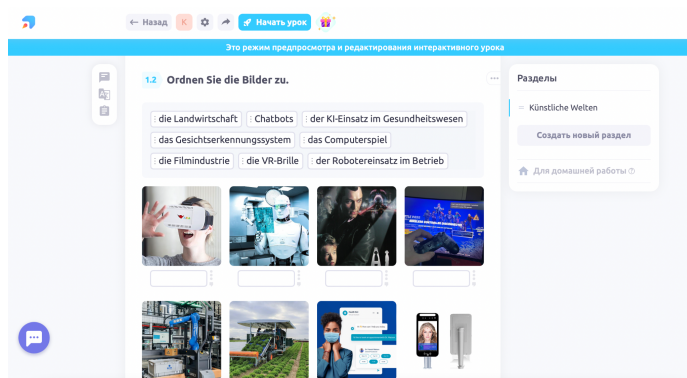 ← Назад К Начать урок
Это режим предпросмотра и редактирования интерактивного урока
1.2 Ordnen Sie die Bilder zu.
die Landwirtschaft Chatbots der KI-Einsatz im Gesundheitswesen
das Gesichtserkennungssystem das Computerspiel
die Filmindustrie die VR-Brille der Robotereinsatz im Betrieb
Разделы
Künstliche Welten
Создать новый раздел
Для домашней работы